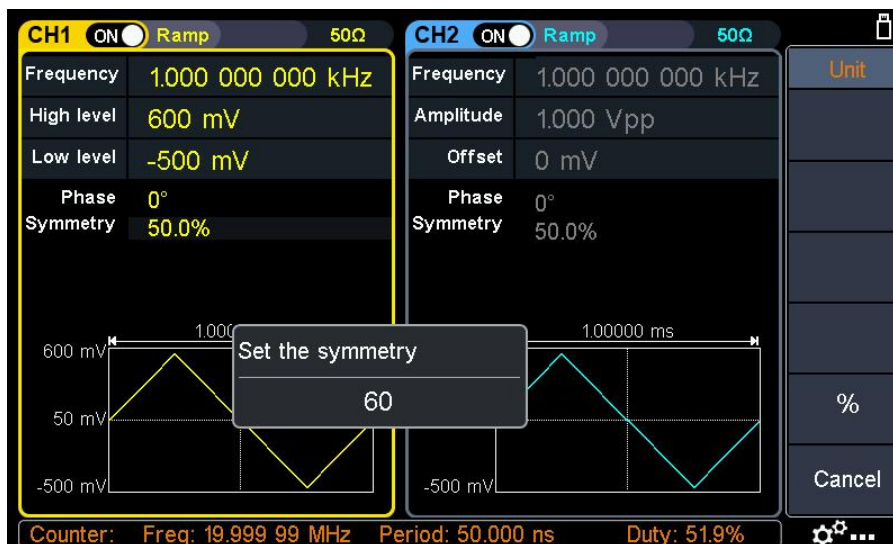 CH1 ON Ramp 50Ω
Frequency 1.000 000 000 kHz
High level 600 mV
Low level -500 mV
Phase 0°
Symmetry 50.0%
600 mV
50 mV
-500 mV
CH2 ON Ramp 50Ω
Frequency 1.000 000 000 kHz
Amplitude 1.000 Vpp
Offset 0 mV
Phase 0°
Symmetry 50.0%
1.00000 ms
-500 mV
Set the symmetry
60
Unit
%
Cancel
Counter: Freq: 19.999 99 MHz Period: 50.000 ns Duty: 51.9%